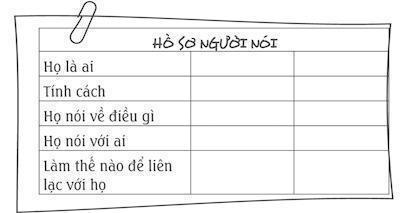 HỒ SƠ NGƯỜI NÓI
Họ là ai
Tính cách
Họ nói về điều gì
Họ nói với ai
Làm thế nào để liên
lạc với họ